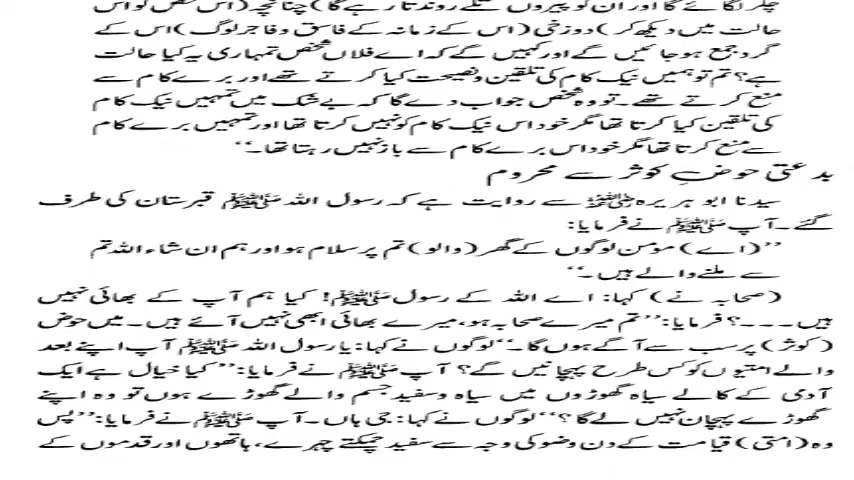 چکر لگائے گا اور ان کو پیروں تلے روندتا رہے گا) چنانچہ (اس شخص کو اس
حالت میں دیکھ کر) دوزخی (اس کے زمانہ کے فاسق و فاجر لوگ) اس کے
گرد جمع ہو جائیں گے اور کہیں گے کہ اے فلاں شخص تمہاری یہ کیا حالت
ہے؟ تم تو ہمیں نیک کام کی تلقین و نصیحت کیا کرتے تھے اور برے کام سے
منع کرتے تھے۔ تو وہ شخص جواب دے گا کہ بے شک میں تمہیں نیک کام
کی تلقین کیا کرتا تھا مگر خود اس نیک کام کو نہیں کرتا تھا اور تمہیں برے کام
سے منع کرتا تھا مگر خود اس برے کام سے باز نہیں رہتا تھا۔‘‘
بدعتی حوضِ کوثر سے محروم
سیدنا ابو ہریرہ رضی اللہ عنہ سے روایت ہے کہ رسول اللہ ﷺ قبرستان کی طرف
گئے۔ آپ ﷺ نے فرمایا:
’’(اے) مومن لوگوں کے گھر (والو) تم پر سلام ہو اور ہم ان شاء اللہ تم
سے ملنے والے ہیں۔‘‘
(صحابہ نے) کہا: اے اللہ کے رسول ﷺ! کیا ہم آپ کے بھائی نہیں
ہیں۔۔۔؟ فرمایا: ’’تم میرے صحابہ ہو، میرے بھائی ابھی نہیں آئے ہیں۔ میں حوض
(کوثر) پر سب سے آگے ہوں گا۔‘‘ لوگوں نے کہا: یا رسول اللہ ﷺ آپ اپنے بعد
والے امتیوں کو کس طرح پہچانیں گے؟ آپ ﷺ نے فرمایا: ’’کیا خیال ہے ایک
آدمی کے کالے سیاہ گھوڑوں میں سیاہ و سفید جسم والے گھوڑے ہوں تو وہ اپنے
گھوڑے پہچان نہیں لے گا؟‘‘ لوگوں نے کہا: جی ہاں۔ آپ ﷺ نے فرمایا: ’’پس
وہ (امتی) قیامت کے دن وضو کی وجہ سے سفید چمکتے چہرے، ہاتھوں اور قدموں کے